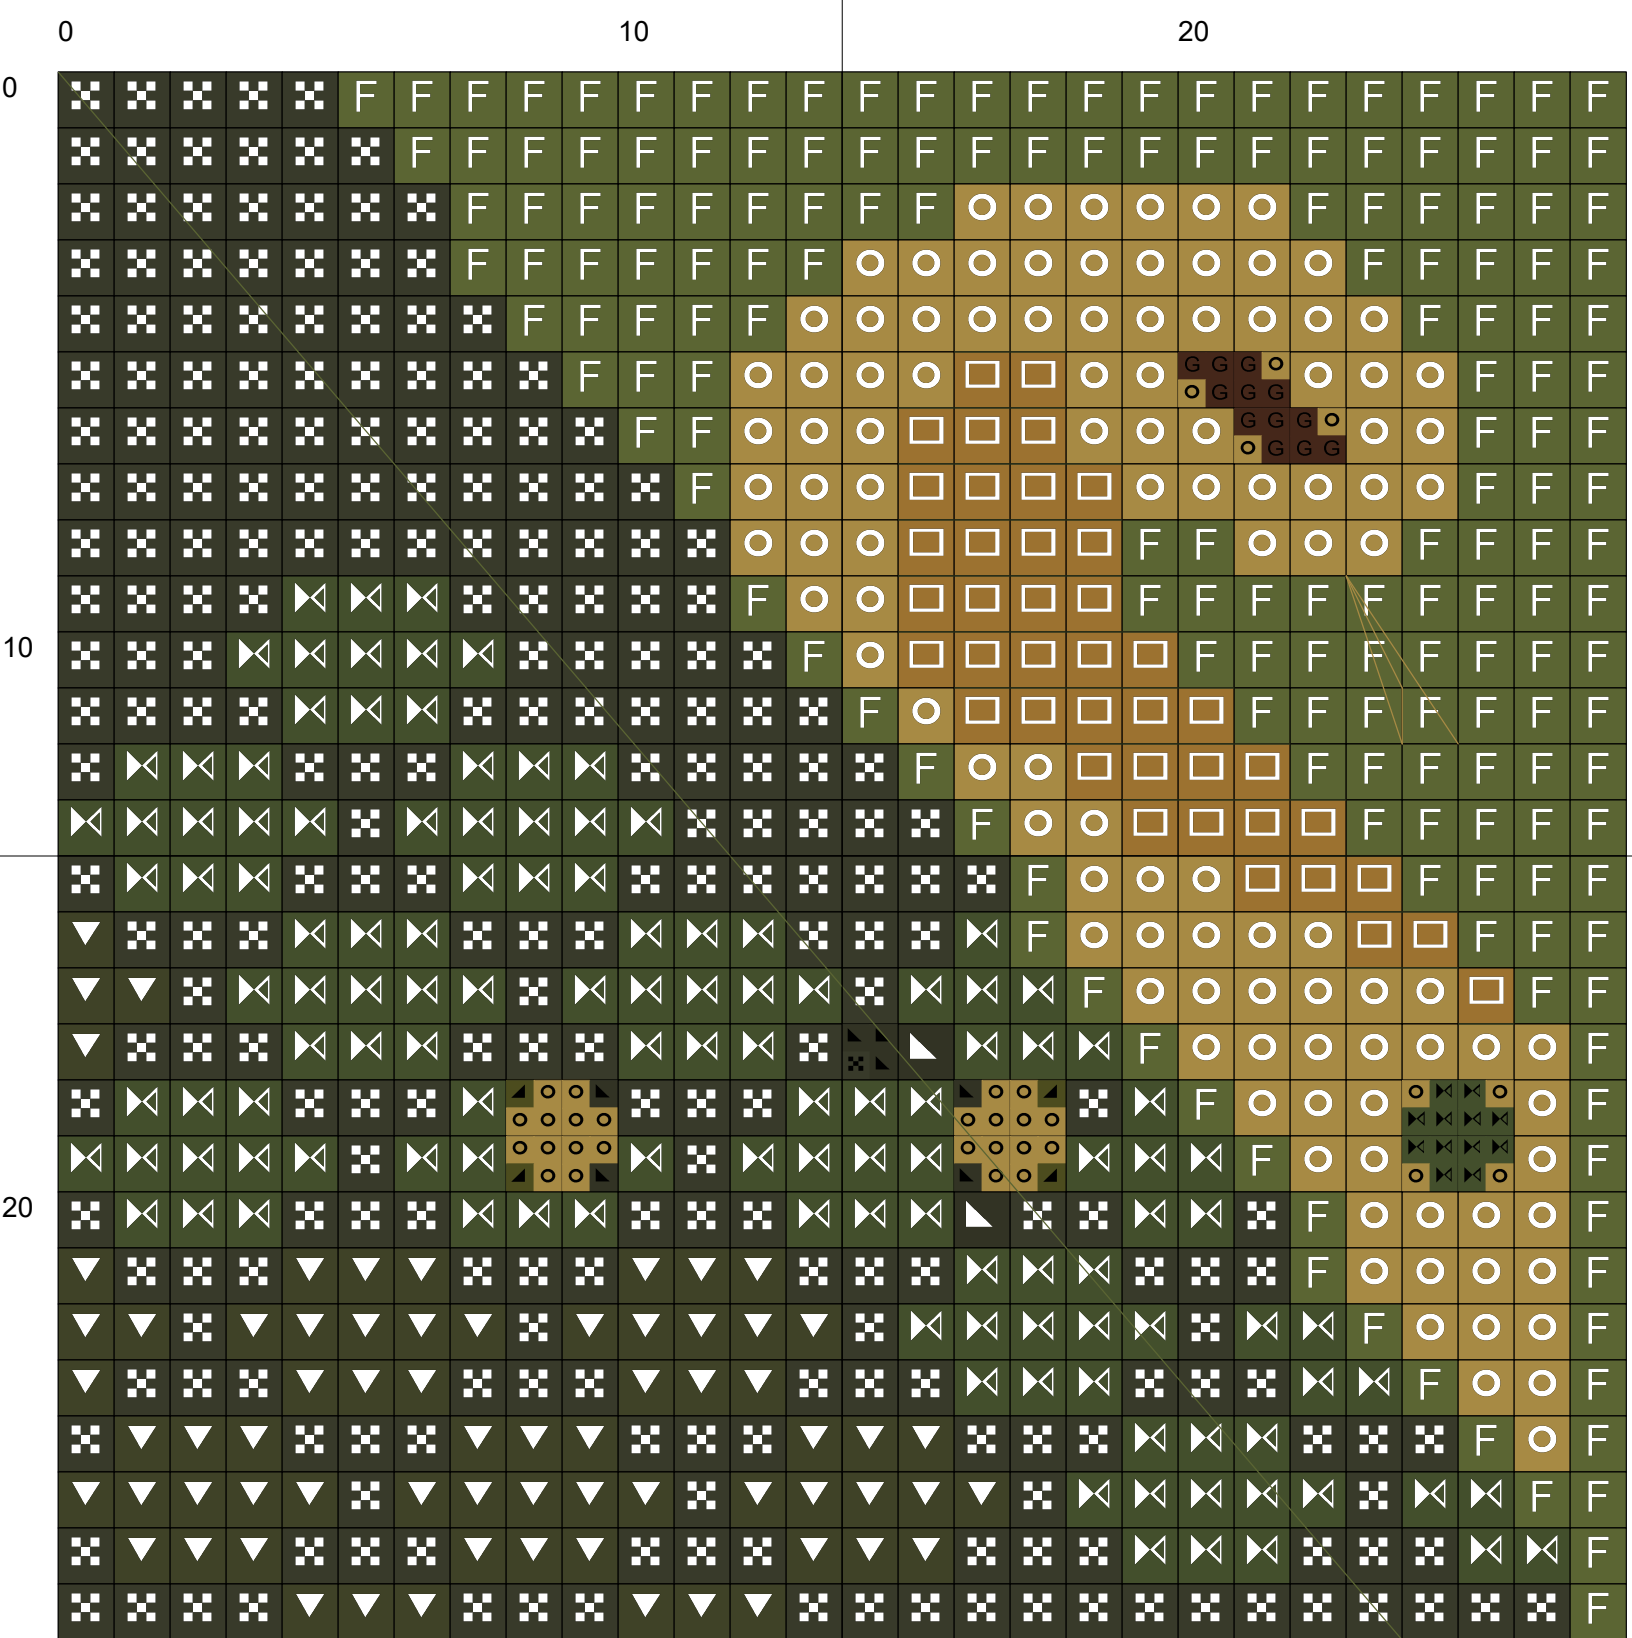 0 10 20
0 F F F F F F F F F F F F F F F F F F F F F F F
F F F F F F F F F F F F F F F F F F F F F F
F F F F F F F F F F F F F F F
F F F F F F F F F F F F
F F F F F F F F F
F F F G G G F F F
G G G
F F G G G F F F
G G G
F F F F
F F F F F F
F F F F F F F F F F
10 F F F F F F F F F
F F F F F F F F
F F F F F F F
F F F F F F
F F F F F
F F F F
F F F
F F
F F
F F
20 F F
F F
F F
F F
F F
F F
F
F